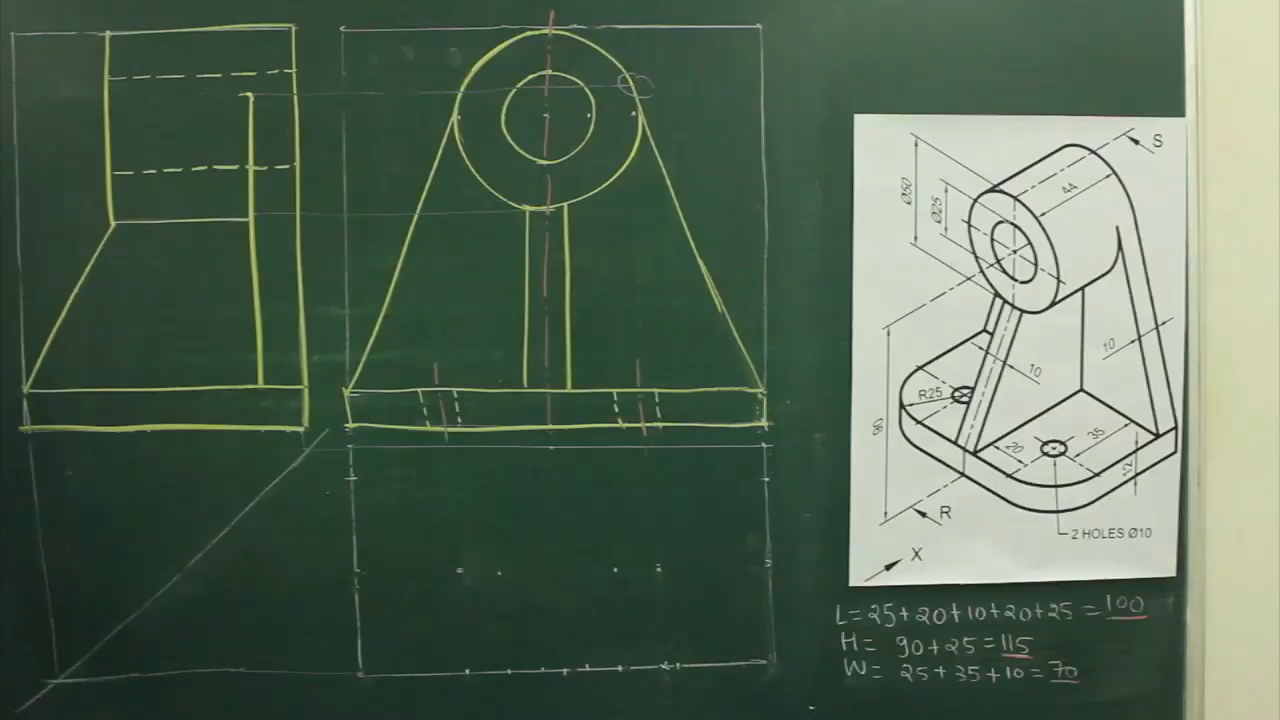 S
44
Ø50
Ø25
10
10
R25
90
20
35
12
R
2 HOLES Ø10
X
L=25+20+10+20+25=100
H= 90+25=115
W= 25+35+10=70